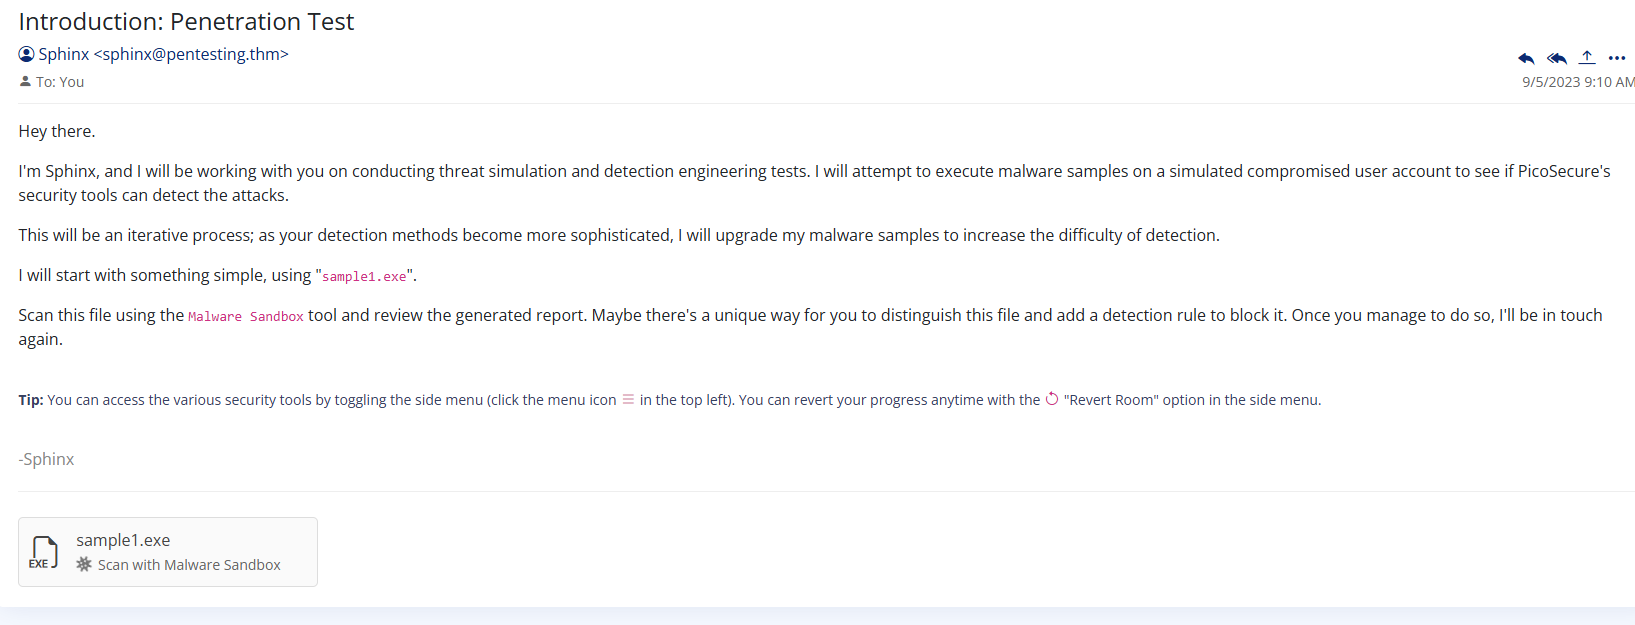 Introduction: Penetration Test
Sphinx <sphinx@pentesting.thm>
To: You
9/5/2023 9:10 AM
Hey there.
I'm Sphinx, and I will be working with you on conducting threat simulation and detection engineering tests. I will attempt to execute malware samples on a simulated compromised user account to see if PicoSecure's
security tools can detect the attacks.
This will be an iterative process; as your detection methods become more sophisticated, I will upgrade my malware samples to increase the difficulty of detection.
I will start with something simple, using "sample1.exe".
Scan this file using the Malware Sandbox tool and review the generated report. Maybe there's a unique way for you to distinguish this file and add a detection rule to block it. Once you manage to do so, I'll be in touch
again.
Tip: You can access the various security tools by toggling the side menu (click the menu icon ☰ in the top left). You can revert your progress anytime with the ↺ "Revert Room" option in the side menu.
-Sphinx
EXE
sample1.exe
Scan with Malware Sandbox